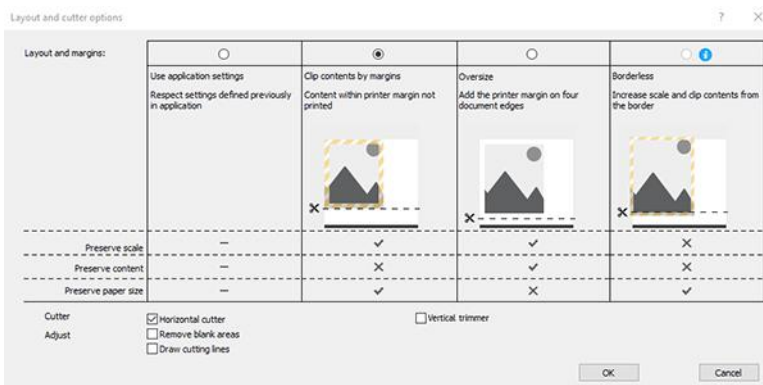 Layout and cutter options
Layout and margins:
Use application settings
Respect settings defined previously
in application
Clip contents by margins
Content within printer margin not
printed
Oversize
Add the printer margin on four
document edges
Borderless
Increase scale and clip contents from
the border
Preserve scale
Preserve content
Preserve paper size
Cutter
Horizontal cutter
Vertical trimmer
Adjust
Remove blank areas
Draw cutting lines
OK
Cancel